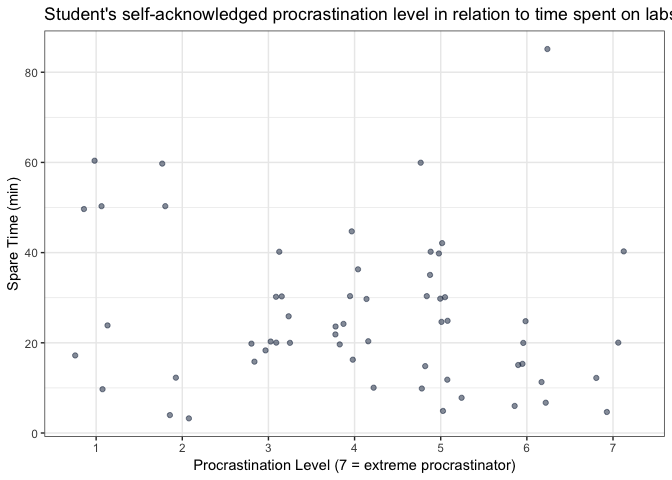 Student's self-acknowledged procrastination level in relation to time spent on labs
80
60
40
20
0
Spare Time (min)
1 2 3 4 5 6 7
Procrastination Level (7 = extreme procrastinator)